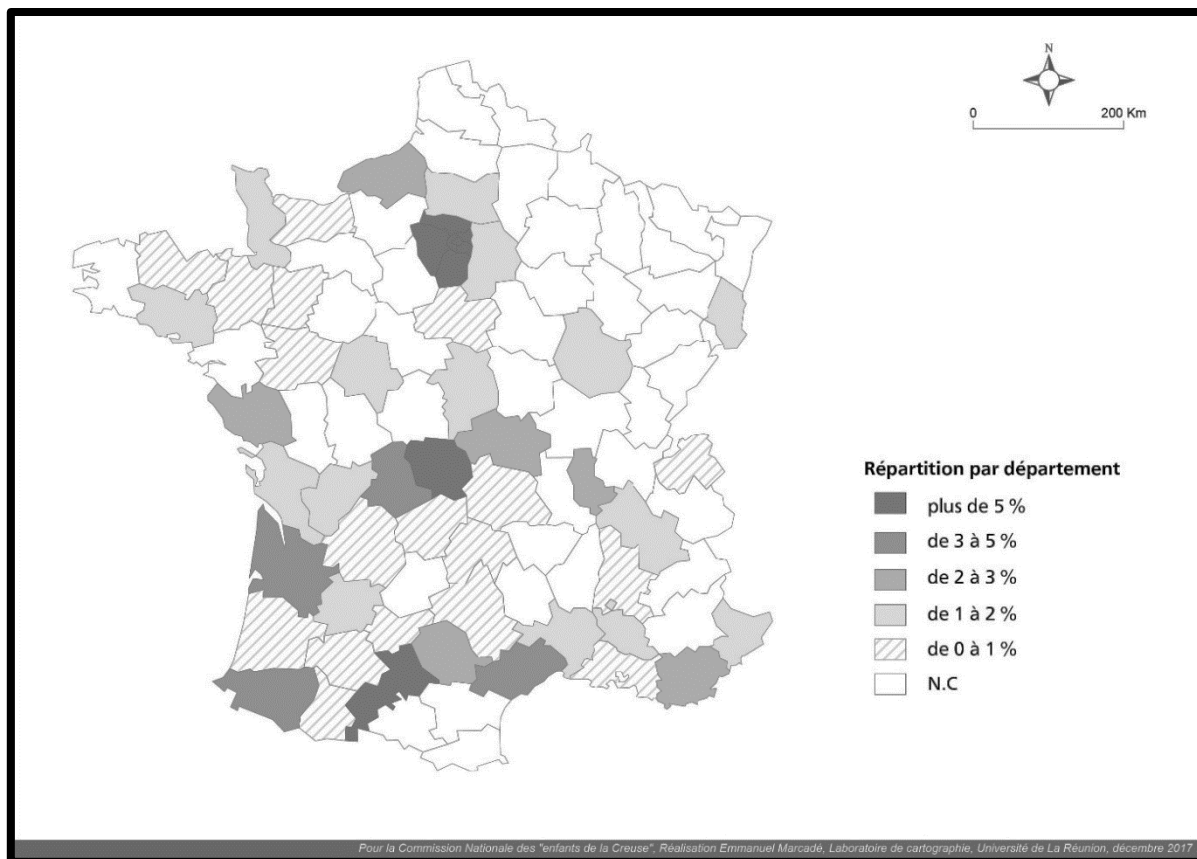 N
0 200 Km
Répartition par département
plus de 5 %
de 3 à 5 %
de 2 à 3 %
de 1 à 2 %
de 0 à 1 %
N.C
Pour la Commission Nationale des "enfants de la Creuse", Réalisation Emmanuel Marcadé, Laboratoire de cartographie, Université de La Réunion, décembre 2017